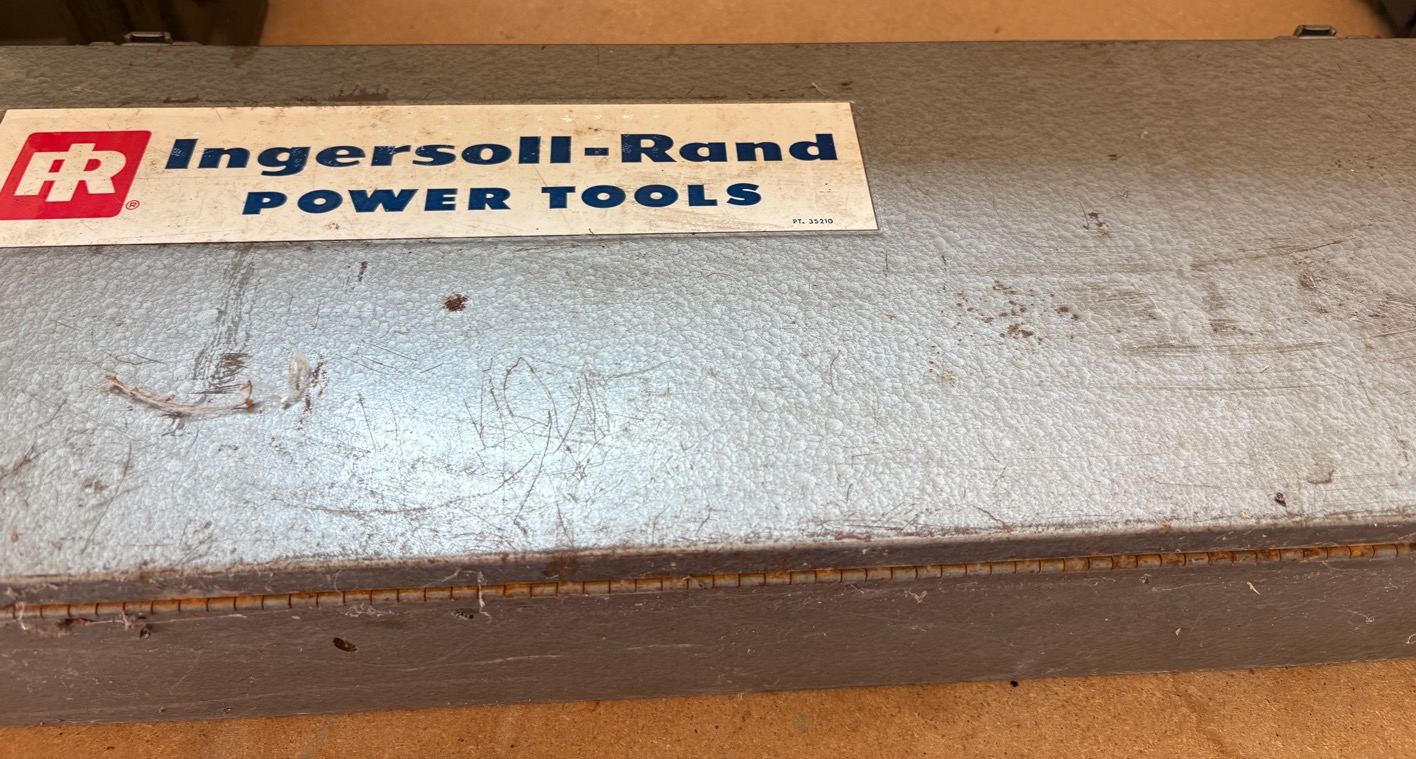 IR®
Ingersoll-Rand
POWER TOOLS
PT. 35210